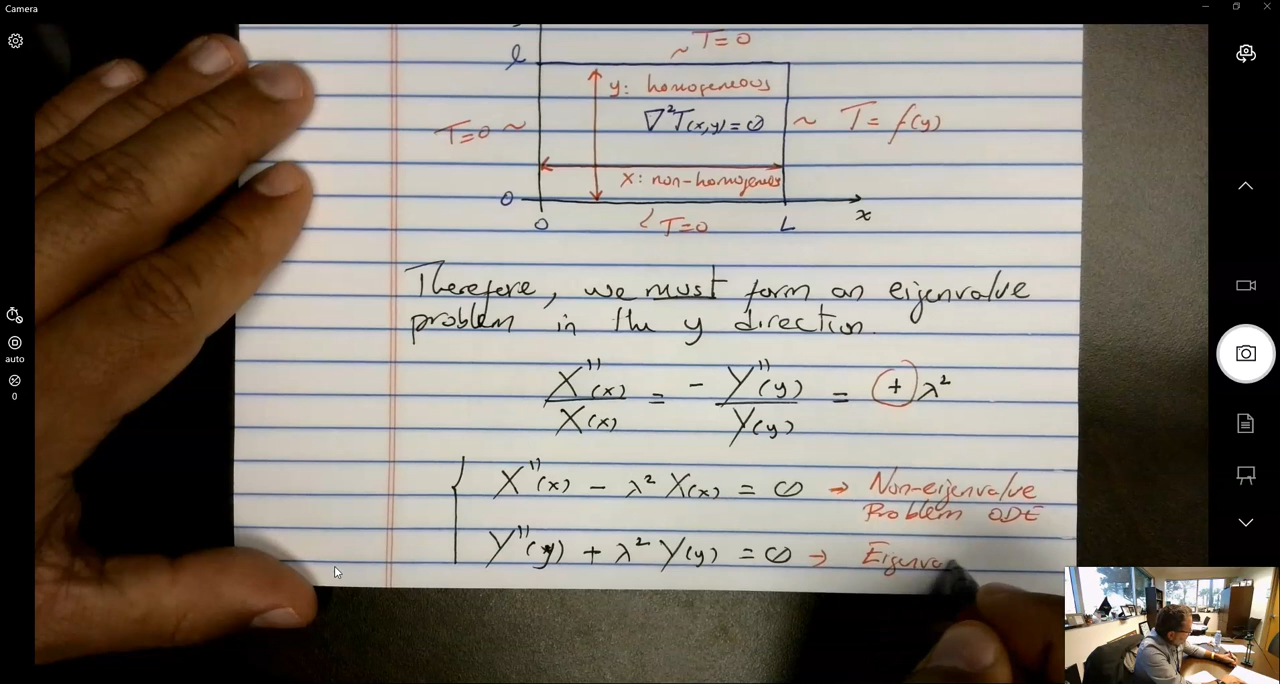 Camera
~ T=0
l
y: homogeneous
∇²T(x,y)=0
T=0 ~
~ T= f(y)
x: non-homogeneous
0
x
0
T=0
L
Therefore, we must form an eigenvalue
problem in the y direction.
X''(x)/X(x) = - Y''(y)/Y(y) = + λ²
X''(x) - λ² X(x) = 0 → Non-eigenvalue
Problem ODE
Y''(y) + λ² Y(y) = 0 → Eigenva
auto
0